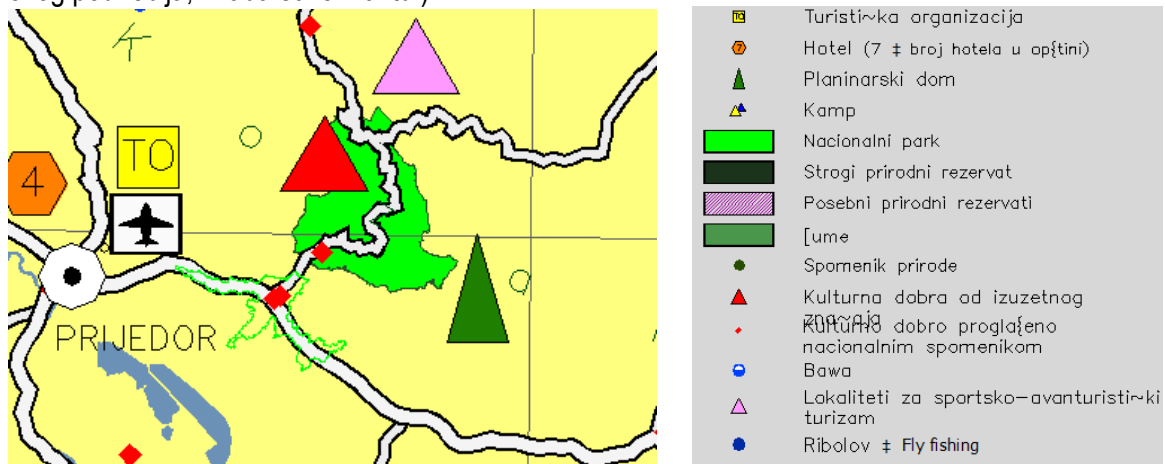 TO
4
PRIJEDOR
TO Turisti~ka organizacija
7 Hotel (7 ‡ broj hotela u op{tini)
Planinarski dom
Kamp
Nacionalni park
Strogi prirodni rezervat
Posebni prirodni rezervati
[ume
Spomenik prirode
Kulturna dobra od izuzetnog
zna~aja
Kulturno dobro progla{eno
nacionalnim spomenikom
Bawa
Lokaliteti za sportsko-avanturisti~ki
turizam
Ribolov ‡ Fly fishing